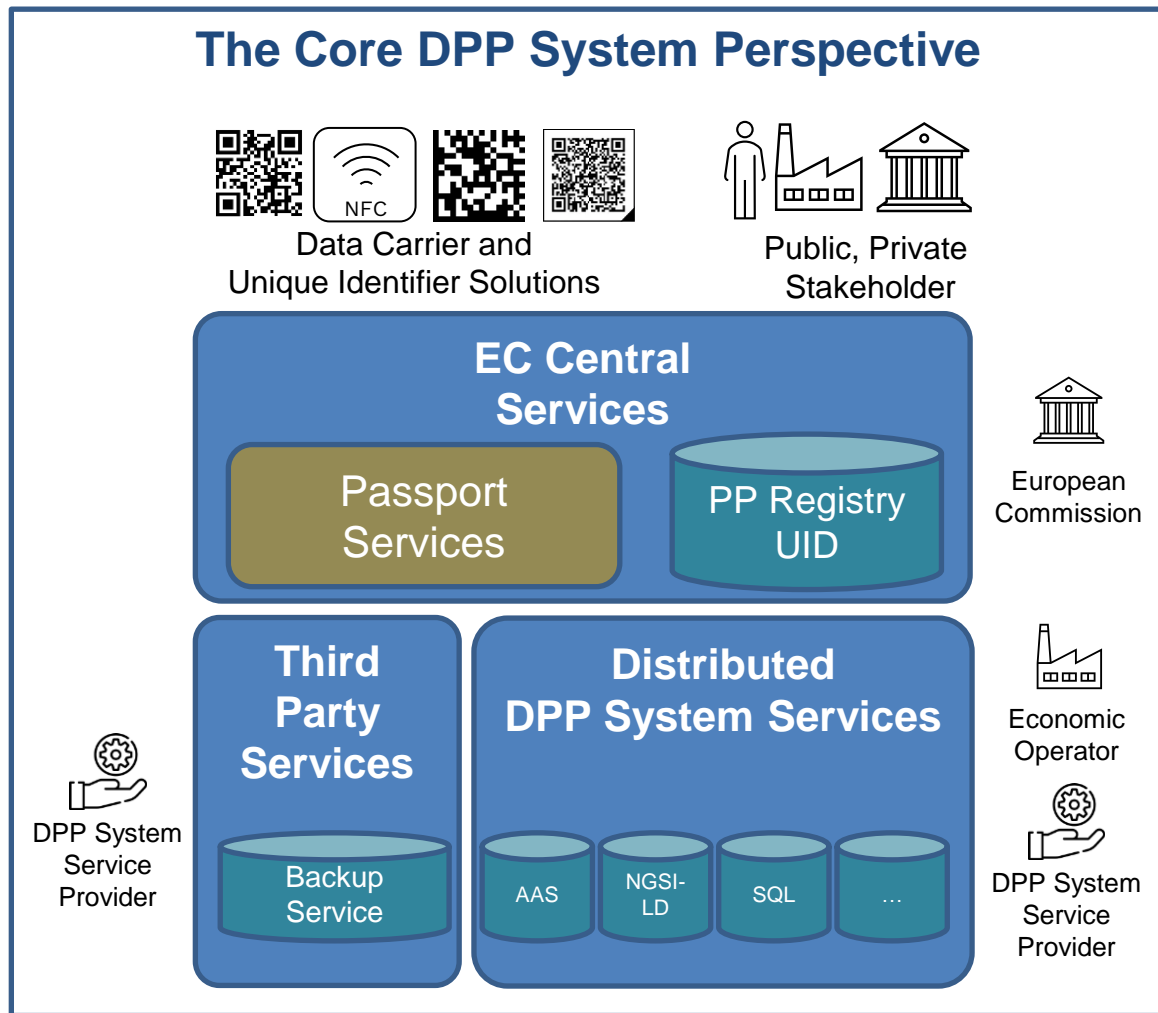 The Core DPP System Perspective
NFC
Data Carrier and
Unique Identifier Solutions
Public, Private
Stakeholder
EC Central
Services
Passport
Services
PP Registry
UID
European
Commission
Third
Party
Services
Distributed
DPP System Services
Economic
Operator
DPP System
Service
Provider
Backup
Service
AAS
NGSI-
LD
SQL
...
DPP System
Service
Provider